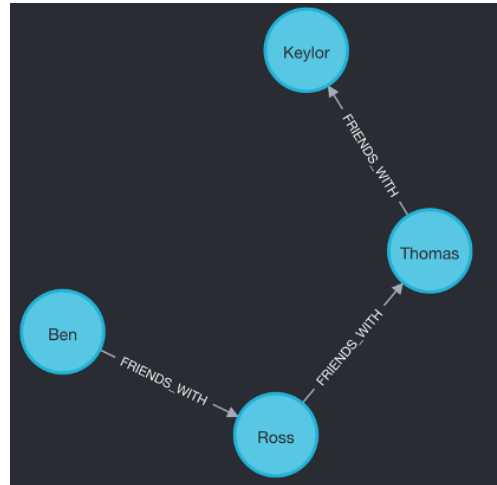 Keylor
FRIENDS_WITH
Thomas
FRIENDS_WITH
Ben
FRIENDS_WITH
Ross